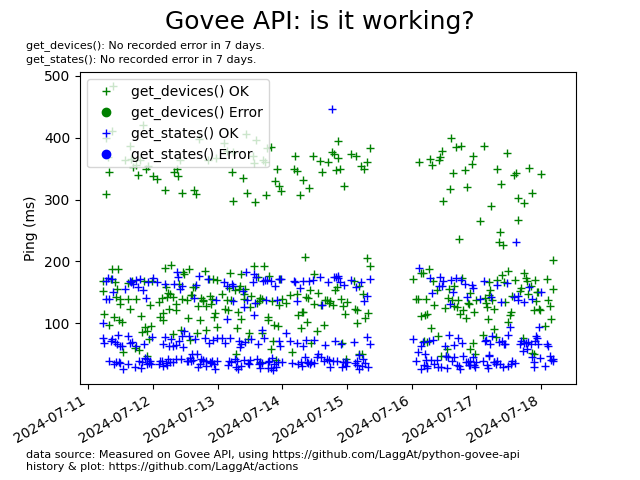 Govee API: is it working?
get_devices(): No recorded error in 7 days.
get_states(): No recorded error in 7 days.
500
400
300
200
100
Ping (ms)
get_devices() OK
get_devices() Error
get_states() OK
get_states() Error
2024-07-11
2024-07-12
2024-07-13
2024-07-14
2024-07-15
2024-07-16
2024-07-17
2024-07-18
data source: Measured on Govee API, using https://github.com/LaggAt/python-govee-api
history & plot: https://github.com/LaggAt/actions